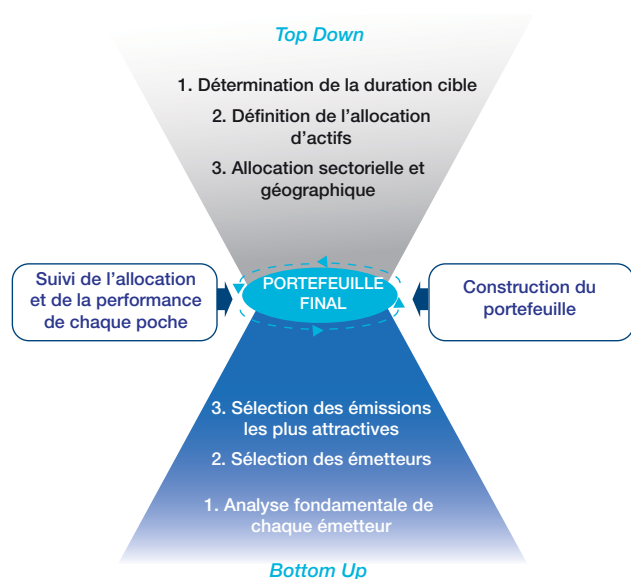 Top Down
1. Détermination de la duration cible
2. Définition de l’allocation
d’actifs
3. Allocation sectorielle et
géographique
Suivi de l’allocation
et de la performance
de chaque poche
PORTEFEUILLE
FINAL
Construction du
portefeuille
3. Sélection des émissions
les plus attractives
2. Sélection des émetteurs
1. Analyse fondamentale de
chaque émetteur
Bottom Up